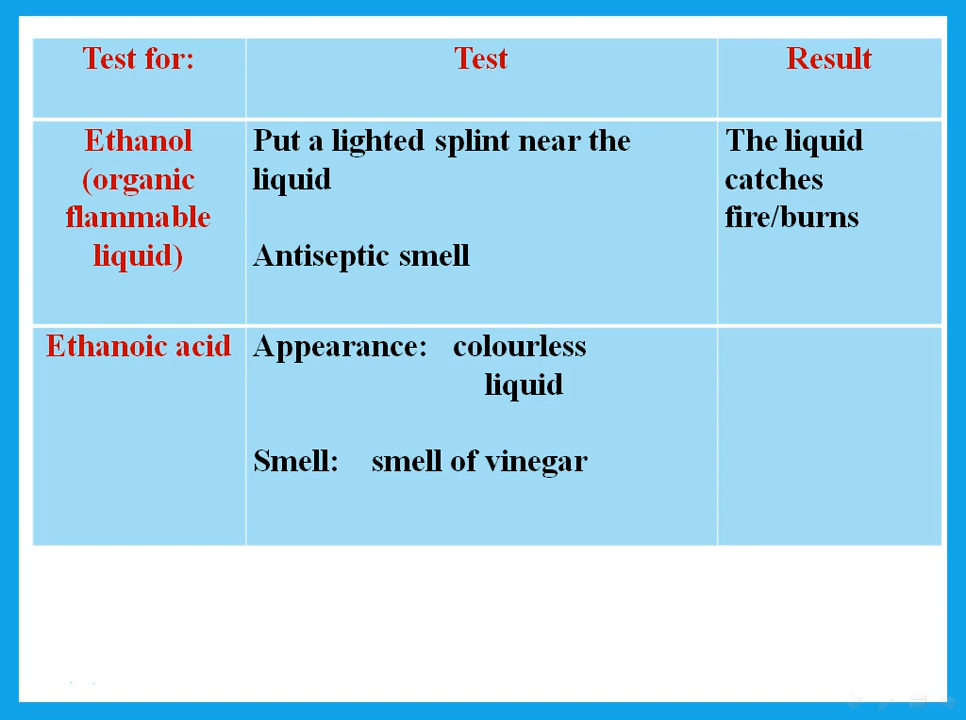 Test for:
Test
Result
Ethanol
(organic
flammable
liquid)
Put a lighted splint near the
liquid
Antiseptic smell
The liquid
catches
fire/burns
Ethanoic acid
Appearance: colourless
liquid
Smell: smell of vinegar